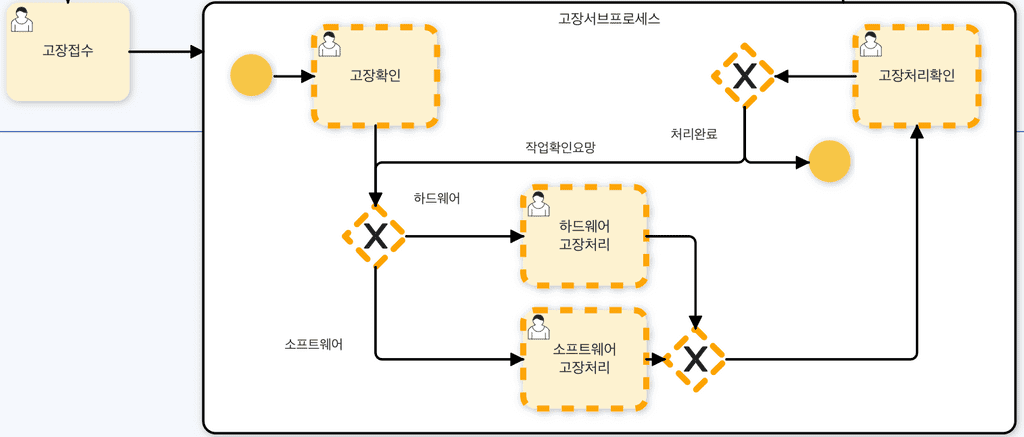 고장접수
고장서브프로세스
고장확인
X
고장처리확인
처리완료
작업확인요망
하드웨어
X
하드웨어
고장처리
소프트웨어
소프트웨어
고장처리
X